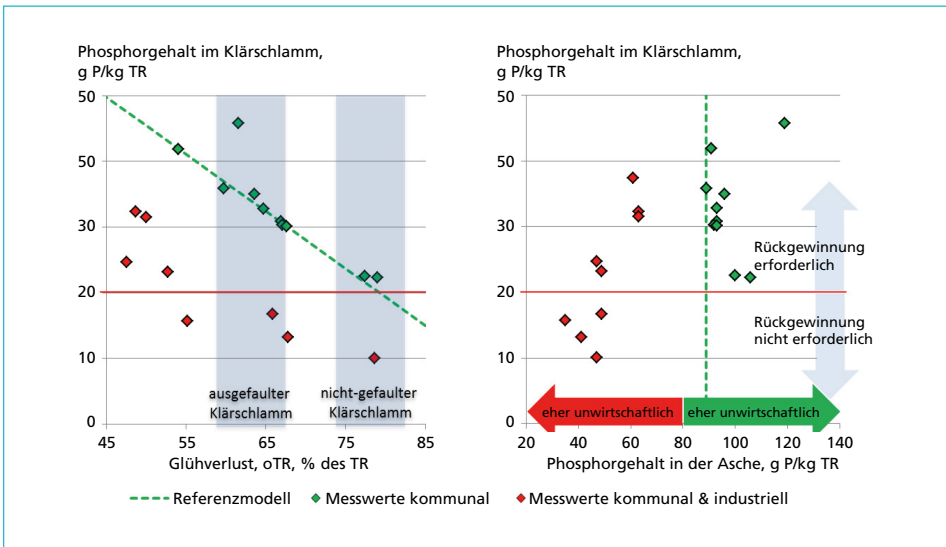 Phosphorgehalt im Klärschlamm,
g P/kg TR
50
50
30
20
10
0
ausgefaulter
Klärschlamm
nicht-gefaulter
Klärschlamm
45
55
65
75
85
Glühverlust, oTR, % des TR
Phosphorgehalt im Klärschlamm,
g P/kg TR
50
50
30
20
10
0
Rückgewinnung
erforderlich
Rückgewinnung
nicht erforderlich
eher unwirtschaftlich
eher unwirtschaftlich
20
40
60
80
100
120
140
Phosphorgehalt in der Asche, g P/kg TR
Referenzmodell
Messwerte kommunal
Messwerte kommunal & industriell